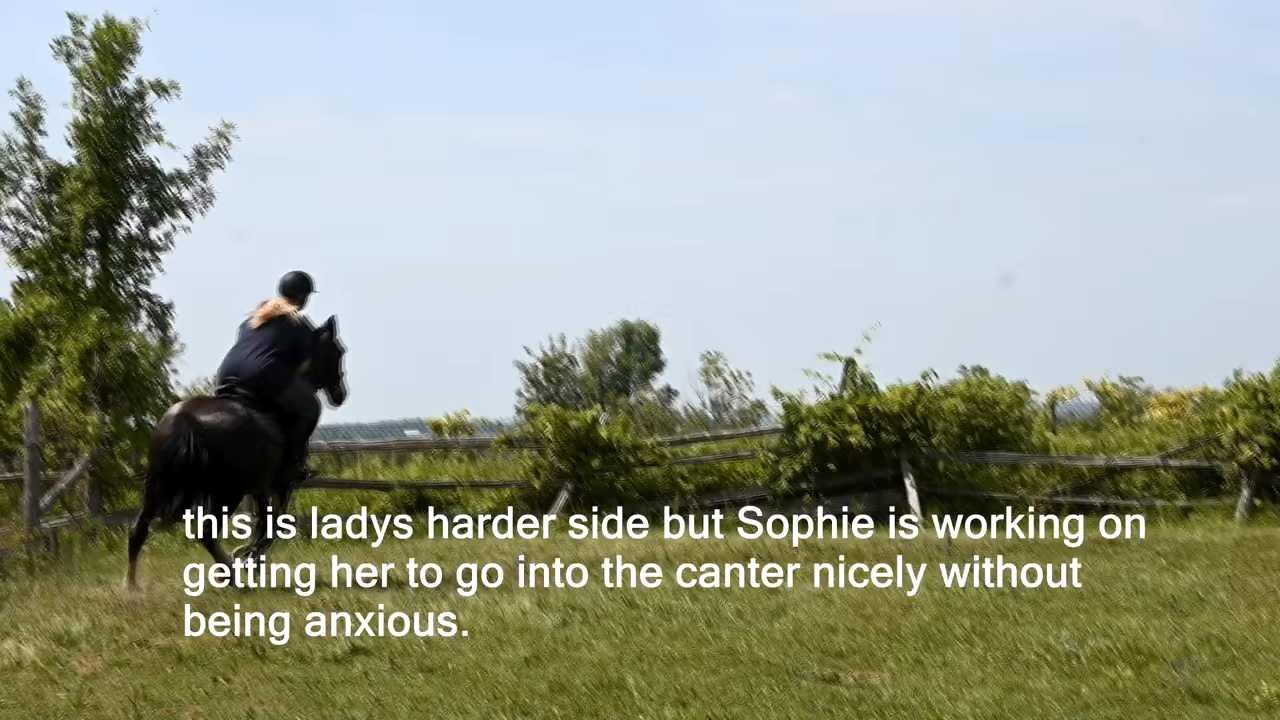 this is ladys harder side but Sophie is working on
getting her to go into the canter nicely without
being anxious.